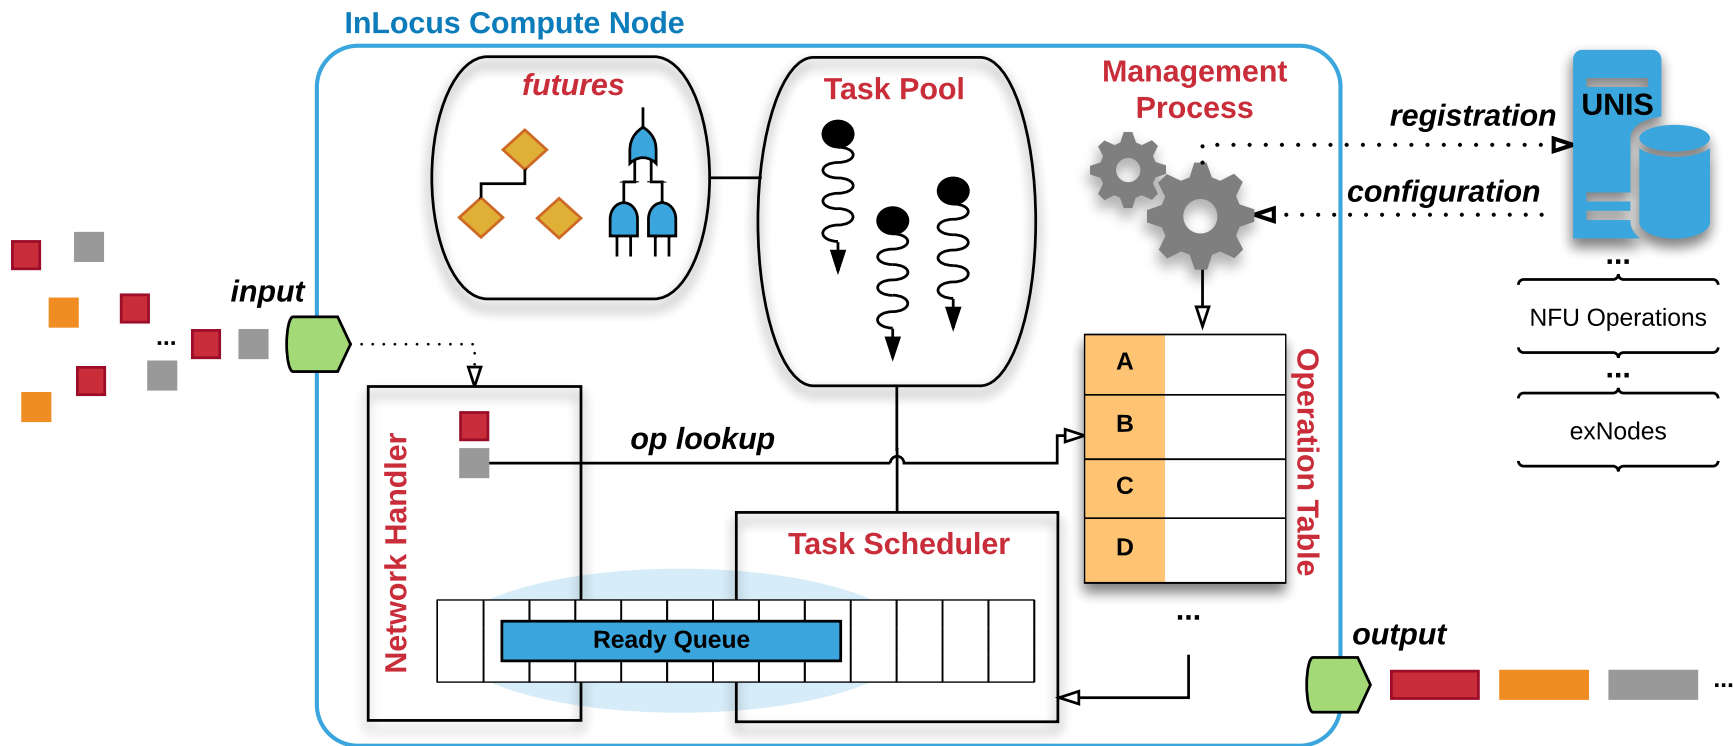 InLocus Compute Node
futures
Task Pool
Management
Process
UNIS
registration
configuration
...
input
...
NFU Operations
...
exNodes
A
B
C
D
Operation Table
op lookup
Network Handler
Task Scheduler
Ready Queue
...
output
...